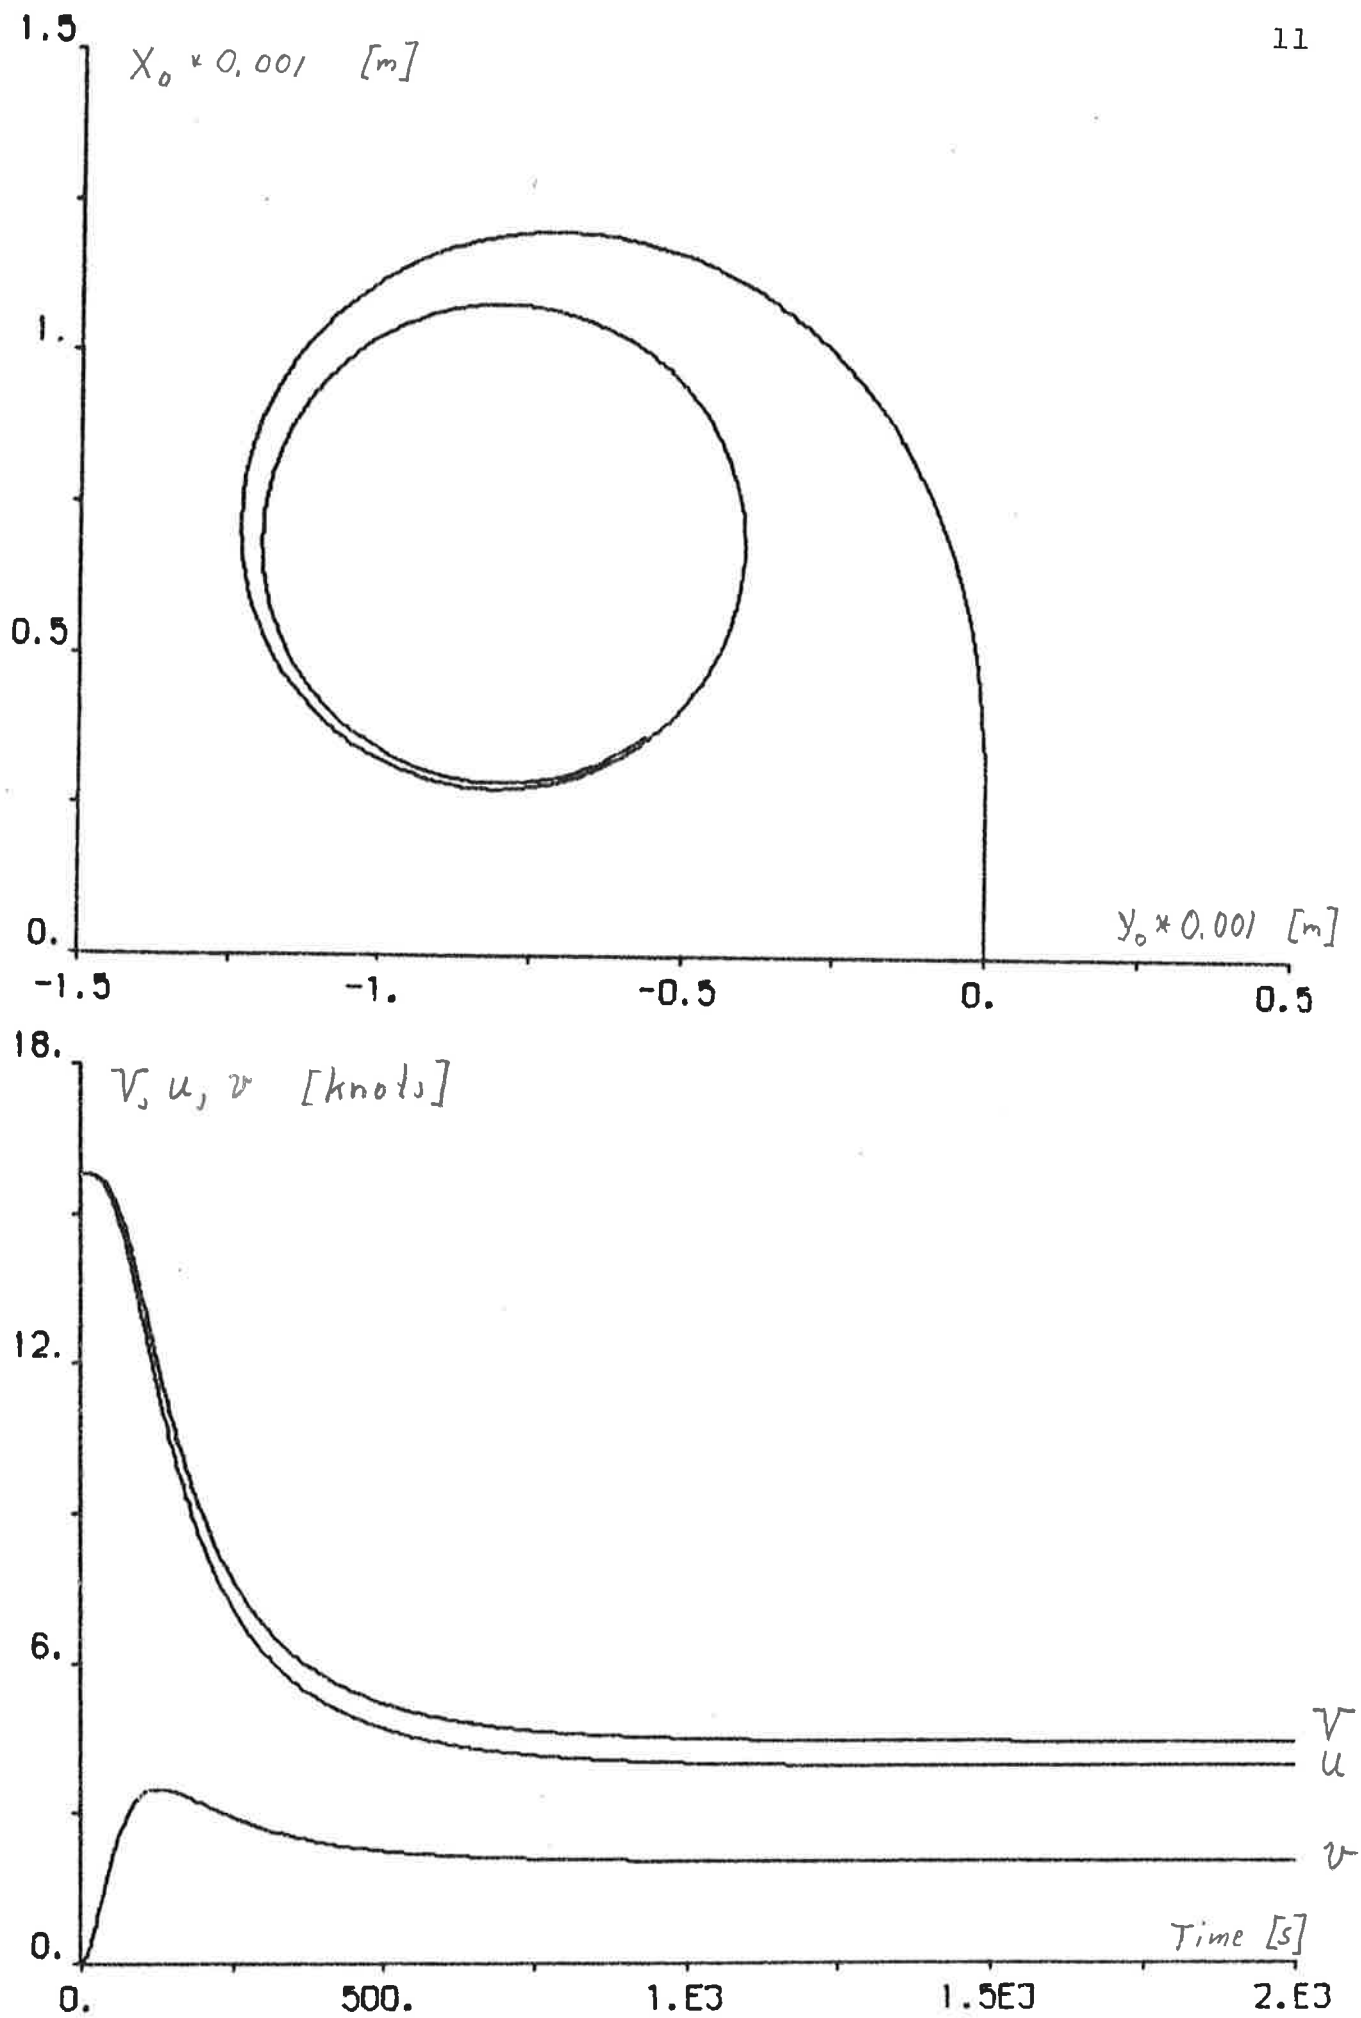 11
1.5
X₀ * 0.001 [m]
1.
0.5
0.
y₀ * 0.001 [m]
-1.5 -1. -0.5 0. 0.5
18.
V, u, v [knots]
12.
6.
V
u
v
0.
Time [s]
0. 500. 1.E3 1.5E3 2.E3